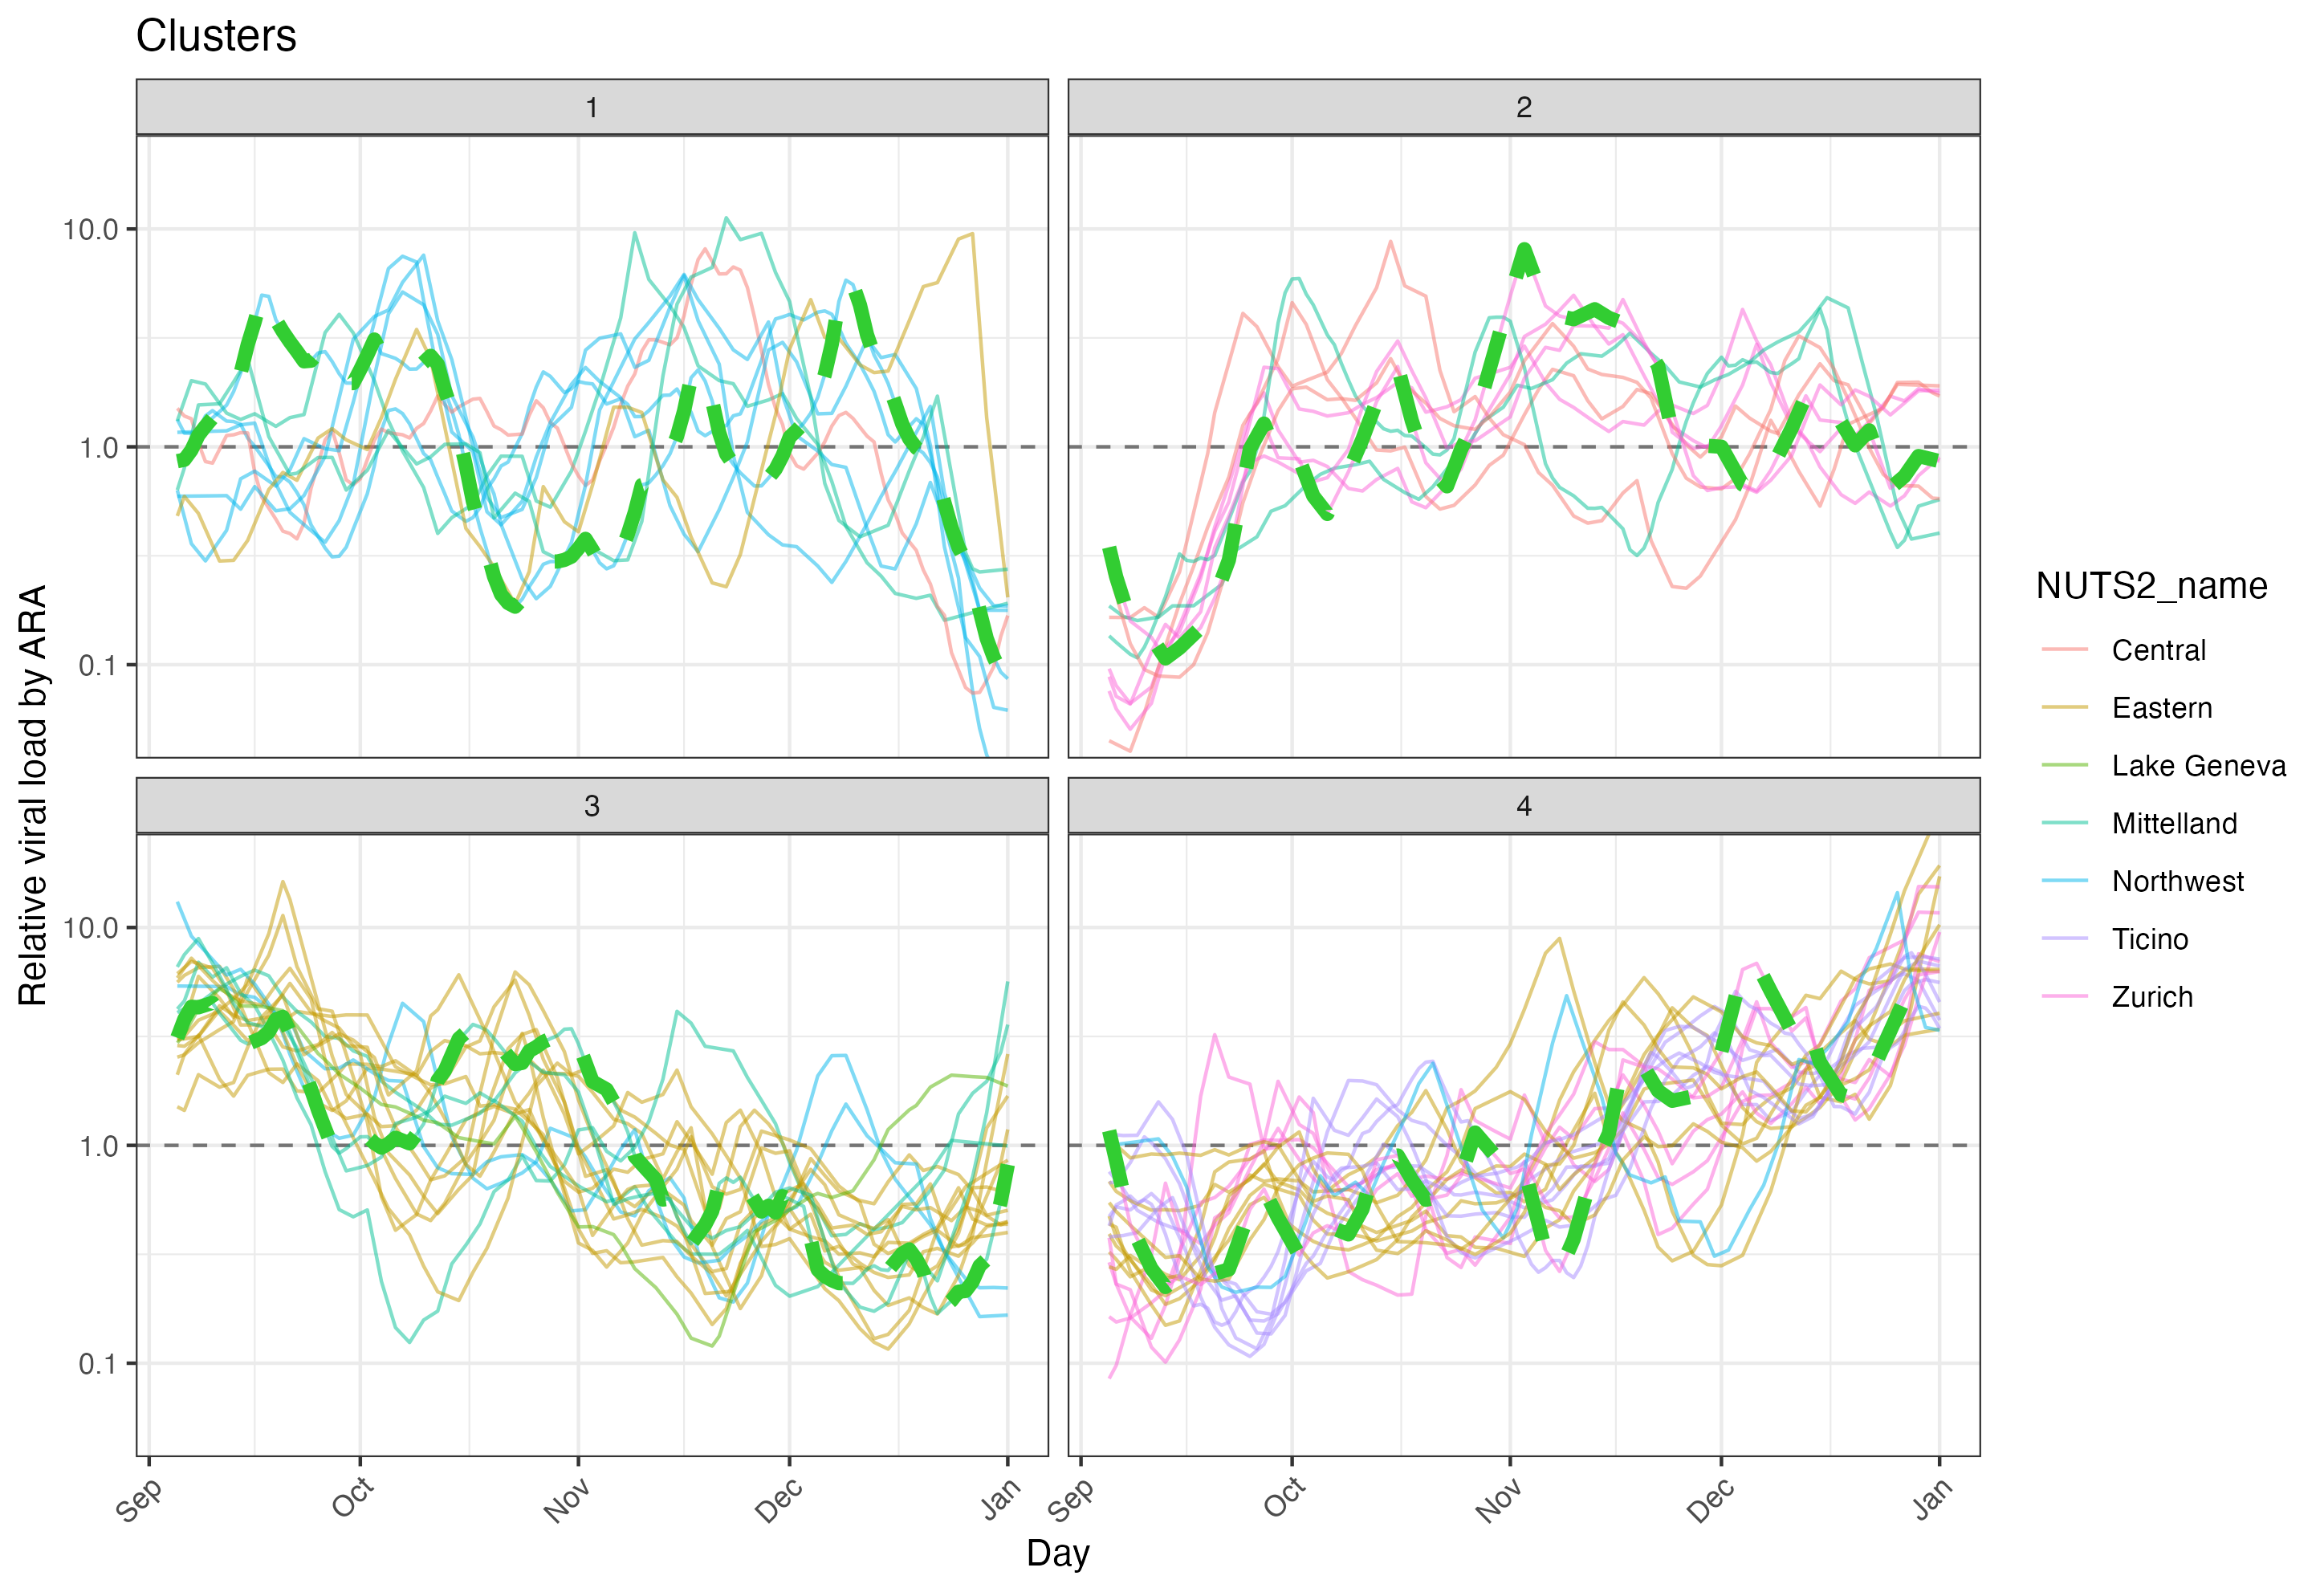 Clusters
1
2
10.0
1.0
0.1
3
4
10.0
1.0
0.1
Relative viral load by ARA
Sep
Oct
Nov
Dec
Jan
Sep
Oct
Nov
Dec
Jan
Day
NUTS2_name
Central
Eastern
Lake Geneva
Mittelland
Northwest
Ticino
Zurich